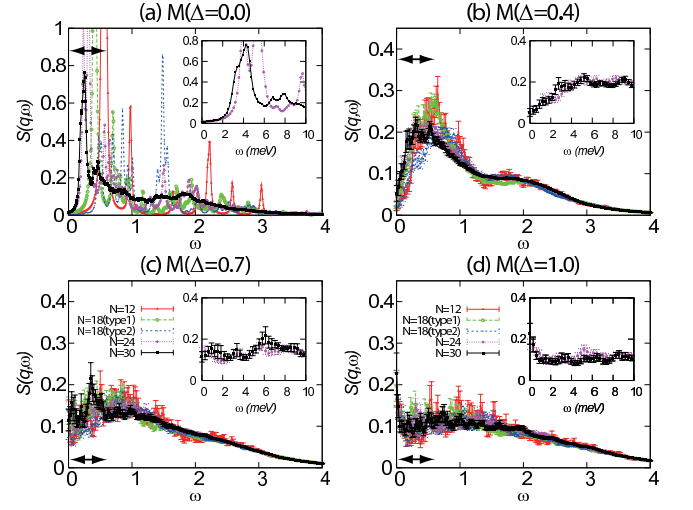 (a) M(Δ=0.0)
S(q,ω)
1
0.8
0.6
0.4
0.2
0
0 1 2 3 4
ω
0.8
0.6
0.4
0.2
0
0 2 4 6 8 10
ω (meV)
(b) M(Δ=0.4)
S(q,ω)
0.4
0.3
0.2
0.1
0
0 1 2 3 4
ω
0.4
0.2
0
0 2 4 6 8 10
ω (meV)
(c) M(Δ=0.7)
S(q,ω)
0.4
0.3
0.2
0.1
0
0 1 2 3 4
ω
N=12
N=18(type1)
N=18(type2)
N=24
N=30
0.4
0.2
0
0 2 4 6 8 10
ω (meV)
(d) M(Δ=1.0)
S(q,ω)
0.4
0.3
0.2
0.1
0
0 1 2 3 4
ω
N=12
N=18(type1)
N=18(type2)
N=24
N=30
0.4
0.2
0
0 2 4 6 8 10
ω (meV)